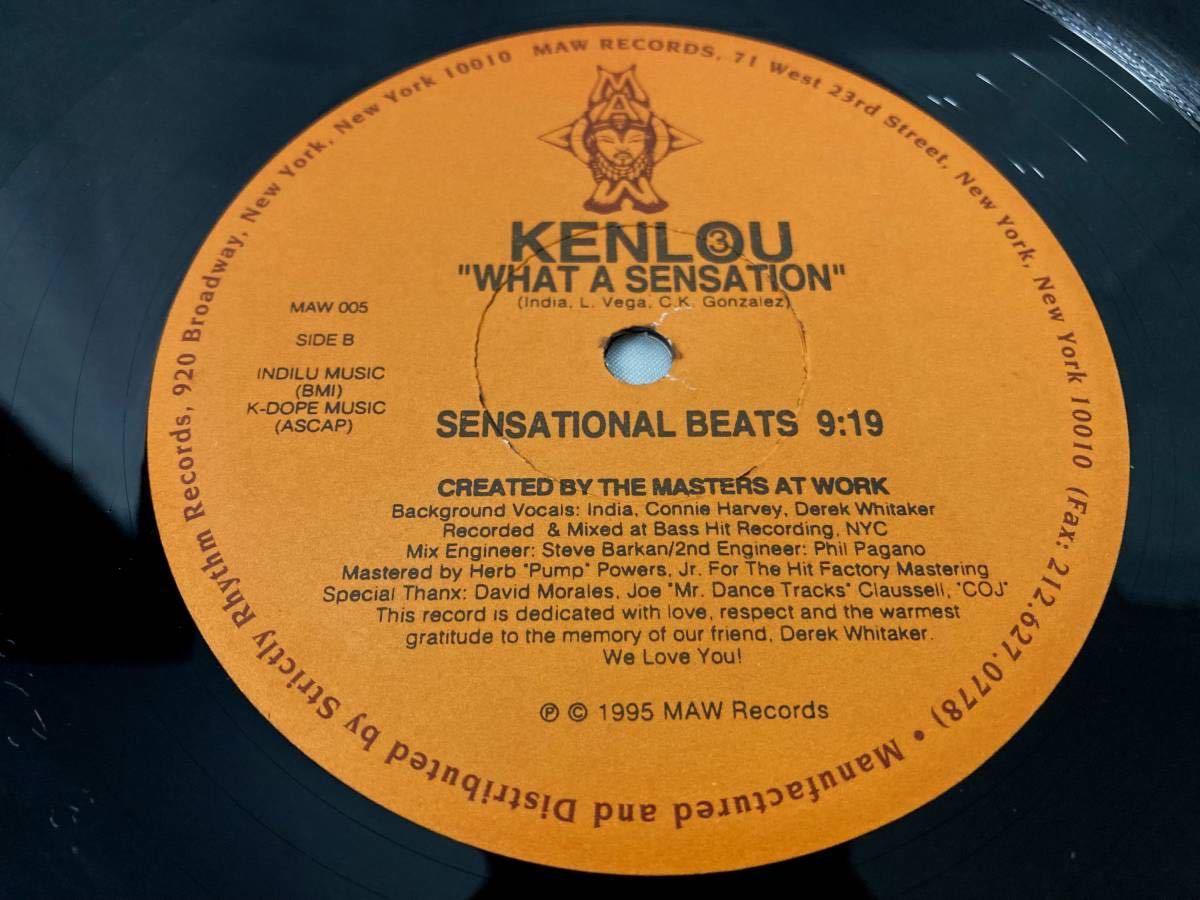 MAW RECORDS, 71 West 23rd Street, New York, New York 10010 (Fax: 212.627.0778) • Manufactured and Distributed by Strictly Rhythm Records, 920 Broadway, New York, New York 10010
MAW
KENLOU
3
"WHAT A SENSATION"
(India, L. Vega, C.K. Gonzalez)
MAW 005
SIDE B
INDILU MUSIC
(BMI)
K-DOPE MUSIC
(ASCAP)
SENSATIONAL BEATS 9:19
CREATED BY THE MASTERS AT WORK
Background Vocals: India, Connie Harvey, Derek Whitaker
Recorded & Mixed at Bass Hit Recording, NYC
Mix Engineer: Steve Barkan/2nd Engineer: Phil Pagano
Mastered by Herb "Pump" Powers, Jr. For The Hit Factory Mastering
Special Thanx: David Morales, Joe "Mr. Dance Tracks" Claussell, "COJ"
This record is dedicated with love, respect and the warmest
gratitude to the memory of our friend, Derek Whitaker.
We Love You!
℗ © 1995 MAW Records